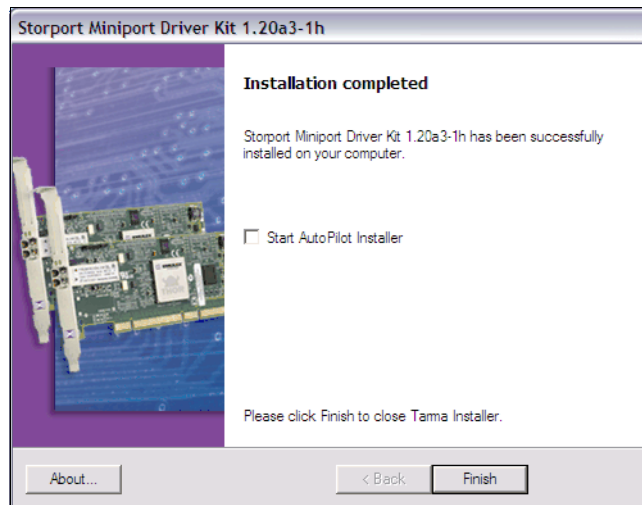 Storport Miniport Driver Kit 1.20a3-1h
Installation completed
Storport Miniport Driver Kit 1.20a3-1h has been successfully
installed on your computer.
Start AutoPilot Installer
Please click Finish to close Tarma Installer.
About...
< Back
Finish